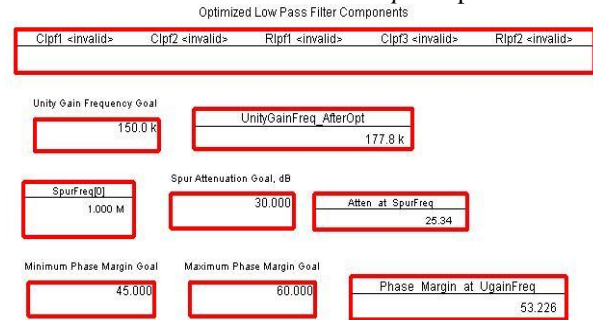 Optimized Low Pass Filter Components
Clpf1 <invalid> Clpf2 <invalid> Rlpf1 <invalid> Clpf3 <invalid> Rlpf2 <invalid>
Unity Gain Frequency Goal
150.0 k
UnityGainFreq_AfterOpt
177.8 k
SpurFreq[0]
1.000 M
Spur Attenuation Goal, dB
30.000
Atten at SpurFreq
25.34
Minimum Phase Margin Goal
45.000
Maximum Phase Margin Goal
60.000
Phase Margin at UgainFreq
53.226